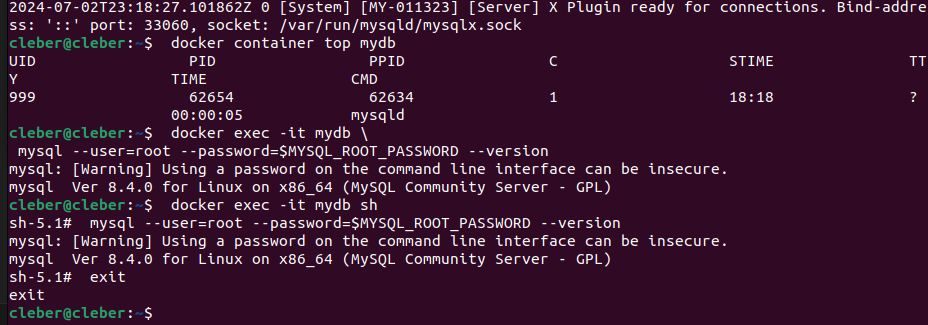 2024-07-02T23:18:27.101862Z 0 [System] [MY-011323] [Server] X Plugin ready for connections. Bind-addre
ss: '::' port: 33060, socket: /var/run/mysqld/mysqlx.sock
cleber@cleber:~$  docker container top mydb
UID                 PID                 PPID                C                   STIME               TT
Y                 TIME                CMD
999                 62654               62634               1                   18:18               ?
                  00:00:05            mysqld
cleber@cleber:~$  docker exec -it mydb \
 mysql --user=root --password=$MYSQL_ROOT_PASSWORD --version
mysql: [Warning] Using a password on the command line interface can be insecure.
mysql  Ver 8.4.0 for Linux on x86_64 (MySQL Community Server - GPL)
cleber@cleber:~$  docker exec -it mydb sh
sh-5.1#  mysql --user=root --password=$MYSQL_ROOT_PASSWORD --version
mysql: [Warning] Using a password on the command line interface can be insecure.
mysql  Ver 8.4.0 for Linux on x86_64 (MySQL Community Server - GPL)
sh-5.1#  exit
exit
cleber@cleber:~$